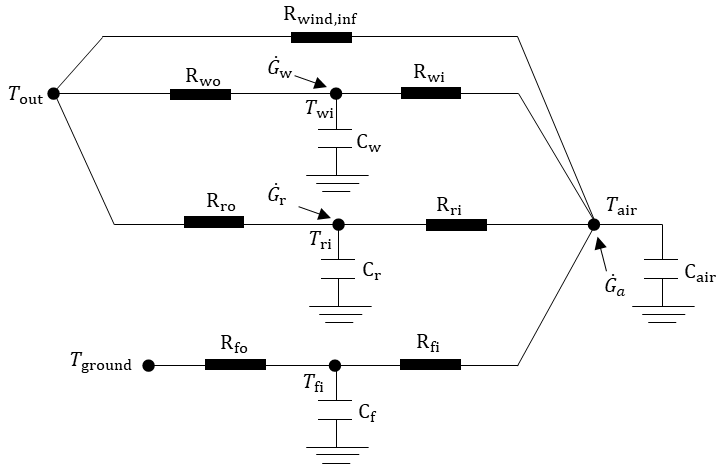 R_wind,inf
Ġ_w
R_wo
R_wi
T_out
T_wi
C_w
Ġ_r
R_ro
R_ri
T_air
T_ri
C_r
C_air
Ġ_a
R_fo
R_fi
T_ground
T_fi
C_f